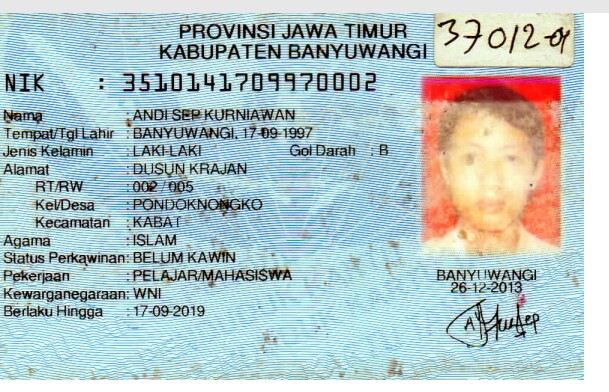 PROVINSI JAWA TIMUR
KABUPATEN BANYUWANGI
37012-01
NIK : 3510141709970002
Nama : ANDI SEP KURNIAWAN
Tempat/Tgl Lahir : BANYUWANGI, 17-09-1997
Jenis Kelamin : LAKI-LAKI Gol Darah : B
Alamat : DUSUN KRAJAN
RT/RW : 002 / 005
Kel/Desa : PONDOKNONGKO
Kecamatan : KABAT
Agama : ISLAM
Status Perkawinan: BELUM KAWIN
Pekerjaan : PELAJAR/MAHASISWA
Kewarganegaraan: WNI
Berlaku Hingga : 17-09-2019
BANYUWANGI
26-12-2013